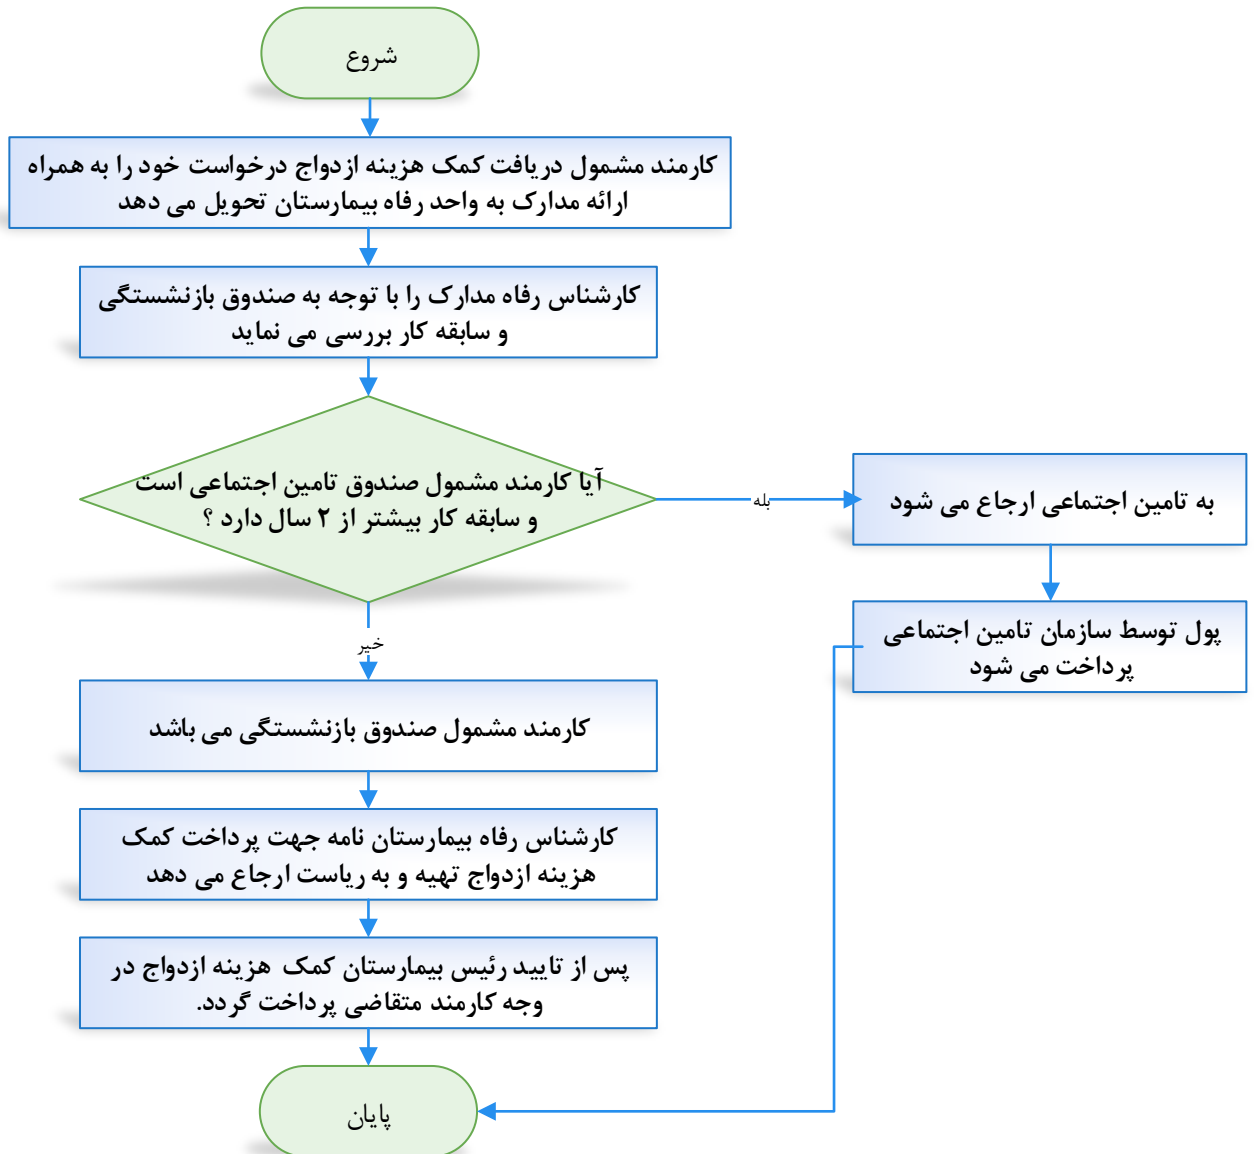 شروع
کارمند مشمول دریافت کمک هزینه ازدواج درخواست خود را به همراه
ارائه مدارک به واحد رفاه بیمارستان تحویل می دهد
کارشناس رفاه مدارک را با توجه به صندوق بازنشستگی
و سابقه کار بررسی می نماید
آیا کارمند مشمول صندوق تامین اجتماعی است
و سابقه کار بیشتر از ۲ سال دارد ؟
بله
به تامین اجتماعی ارجاع می شود
پول توسط سازمان تامین اجتماعی
پرداخت می شود
خیر
کارمند مشمول صندوق بازنشستگی می باشد
کارشناس رفاه بیمارستان نامه جهت پرداخت کمک
هزینه ازدواج تهیه و به ریاست ارجاع می دهد
پس از تایید رئیس بیمارستان کمک هزینه ازدواج در
وجه کارمند متقاضی پرداخت گردد.
پایان